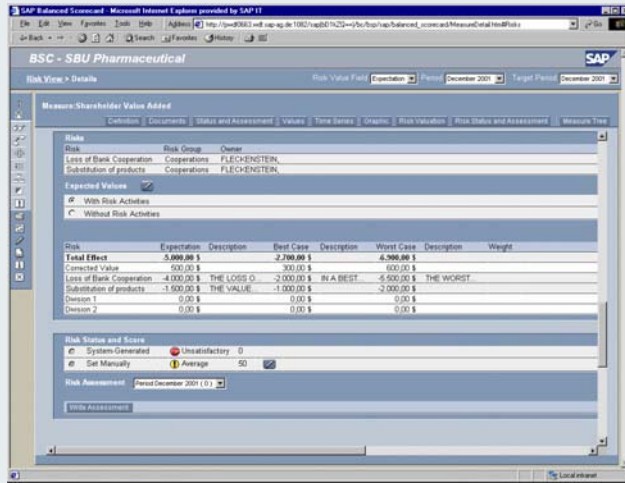 SAP Balanced Scorecard - Microsoft Internet Explorer provided by SAP IT
File Edit View Favorites Tools Help Address
Back Search Favorites History
BSC - SBU Pharmaceutical SAP
Risk View > Details Risk Value Field Expectation Period December 2001 Target Period December 2001
Measure:Shareholder Value Added
Definition Documents Status and Assessment Values Time Series Graphic Risk Valuation Risk Status and Assessment Measure Tree
Risks
Risk Risk Group Owner
Loss of Bank Cooperation Cooperations FLECKENSTEIN,
Substitution of products Cooperations FLECKENSTEIN,
Expected Values
With Risk Activities
Without Risk Activities
Risk Expectation Description Best Case Description Worst Case Description Weight
Total Effect -5.000,00 $ -2.700,00 $ -6.900,00 $
Corrected Value 500,00 $ 300,00 $ 600,00 $
Loss of Bank Cooperation -4.000,00 $ THE LOSS O... -2.000,00 $ IN A BEST... -5.500,00 $ THE WORST...
Substitution of products -1.500,00 $ THE VALUE... -1.000,00 $ -2.000,00 $
Division 1 0,00 $ 0,00 $ 0,00 $
Division 2 0,00 $ 0,00 $ 0,00 $
Risk Status and Score
System-Generated Unsatisfactory 0
Set Manually Average 50
Risk Assessment Period December 2001 ( 0 )
Write Assessment
Local intranet